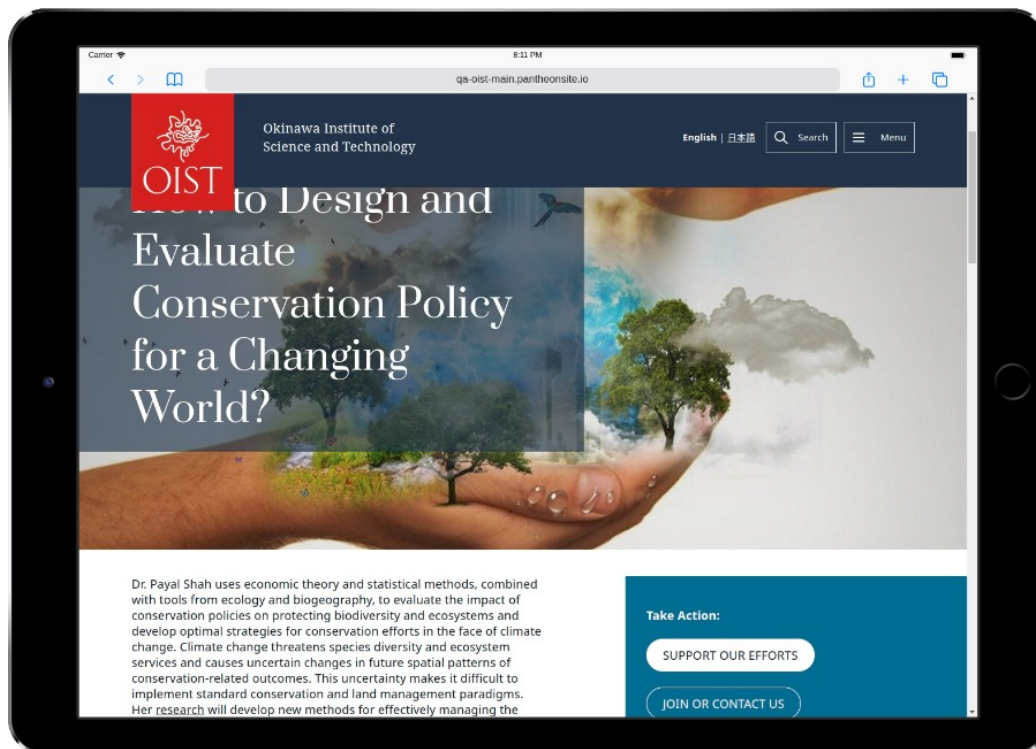 Carrier
8:11 PM
qa-oist-main.pantheonsite.io
OIST
Okinawa Institute of
Science and Technology
English | 日本語
Search
Menu
How to Design and
Evaluate
Conservation Policy
for a Changing
World?
Dr. Payal Shah uses economic theory and statistical methods, combined
with tools from ecology and biogeography, to evaluate the impact of
conservation policies on protecting biodiversity and ecosystems and
develop optimal strategies for conservation efforts in the face of climate
change. Climate change threatens species diversity and ecosystem
services and causes uncertain changes in future spatial patterns of
conservation-related outcomes. This uncertainty makes it difficult to
implement standard conservation and land management paradigms.
Her research will develop new methods for effectively managing the
Take Action:
SUPPORT OUR EFFORTS
JOIN OR CONTACT US